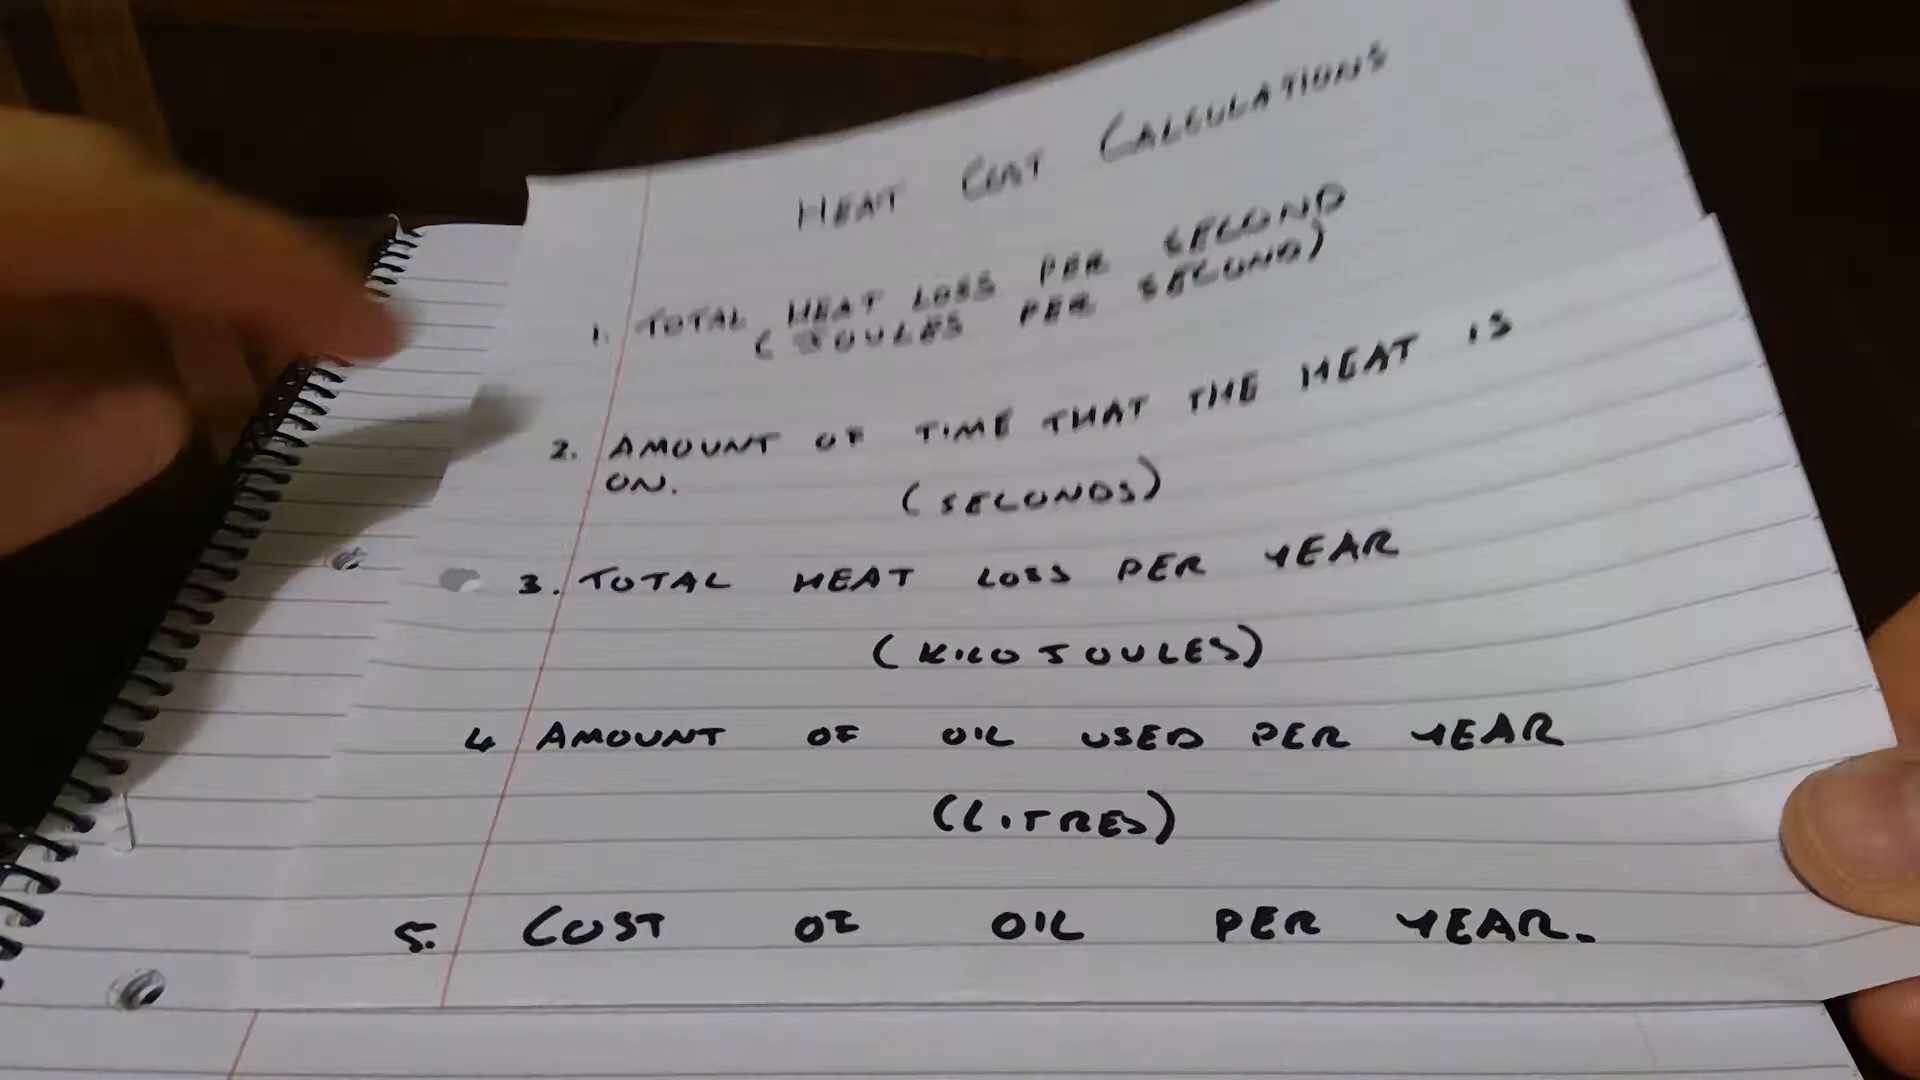 HEAT COST CALCULATIONS
1. TOTAL HEAT LOSS PER SECOND
(JOULES PER SECOND)
2. AMOUNT OF TIME THAT THE HEAT IS
ON. (SECONDS)
3. TOTAL HEAT LOSS PER YEAR
(KILOJOULES)
4 AMOUNT OF OIL USED PER YEAR
(LITRES)
5. COST OF OIL PER YEAR.